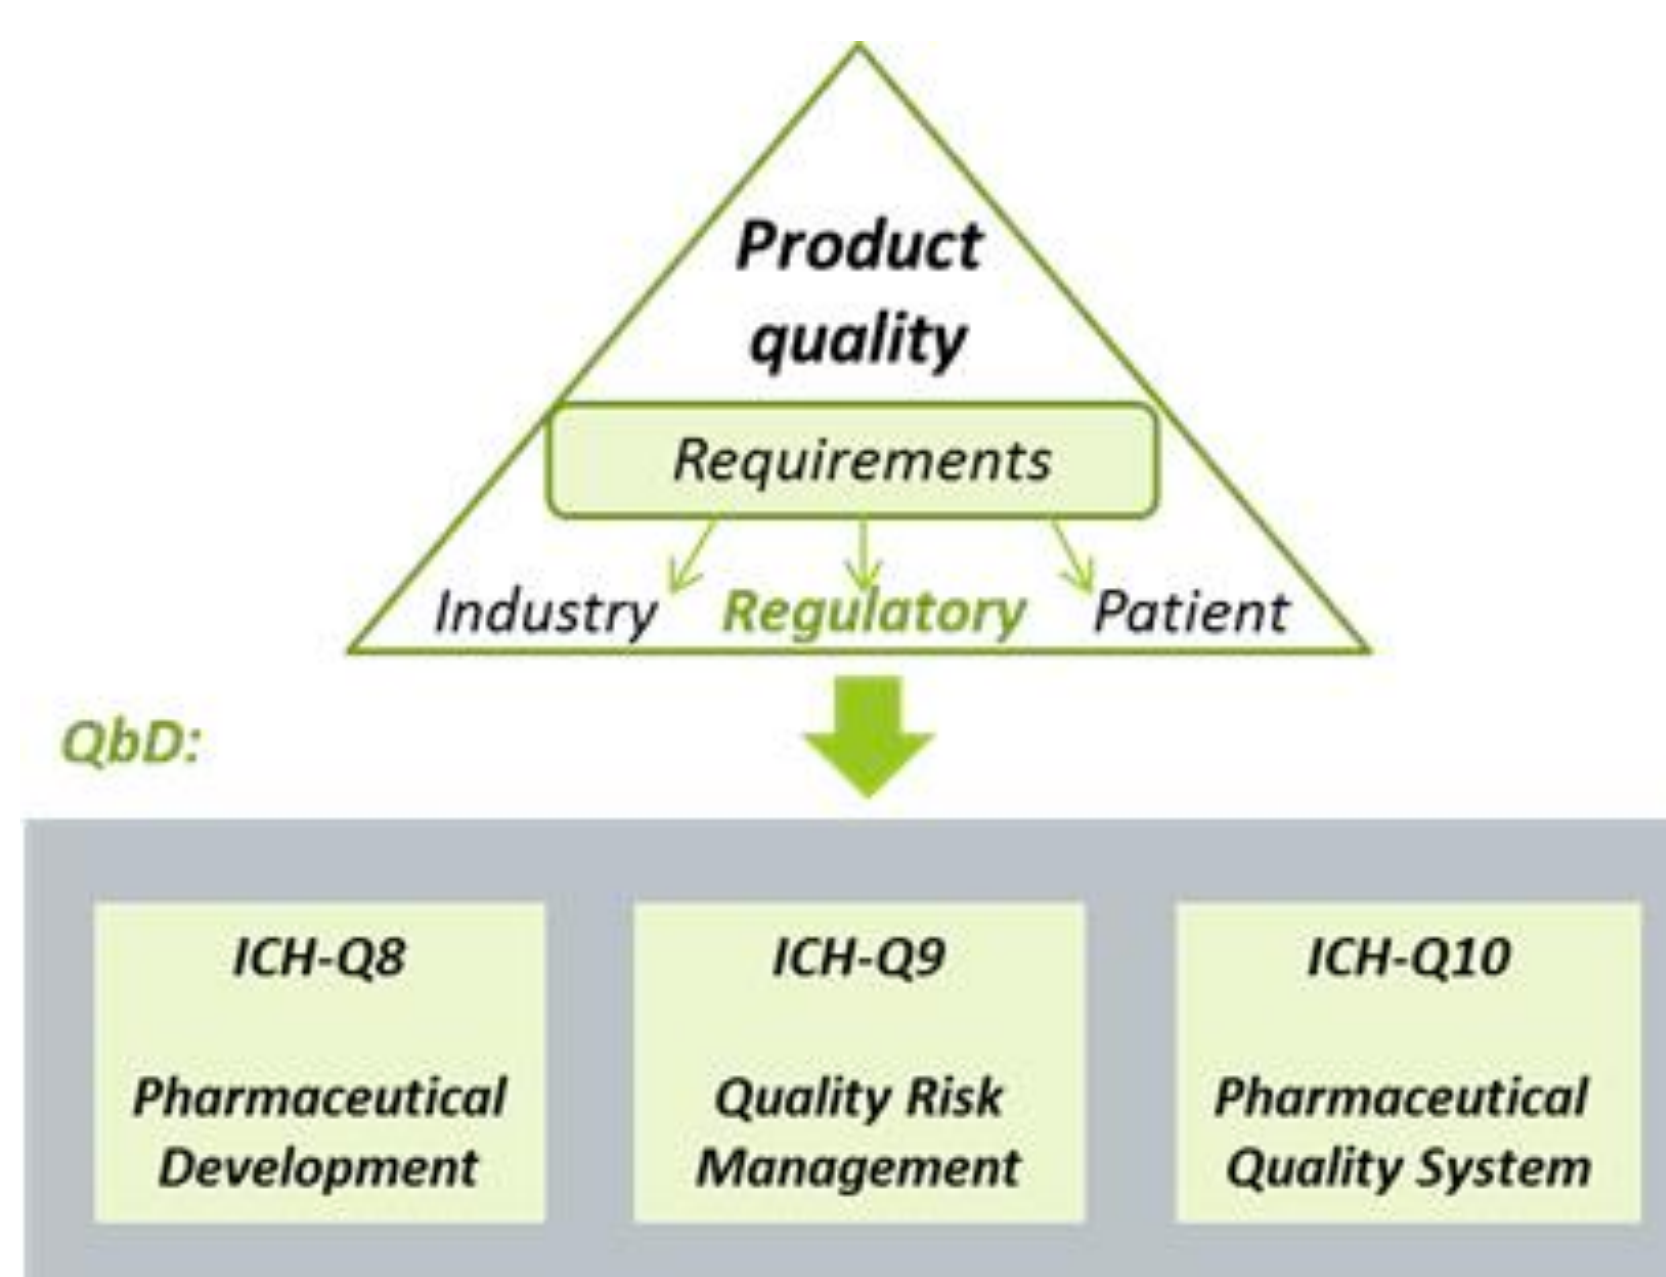 Product
quality
Requirements
Industry Regulatory Patient
QbD:
ICH-Q8
Pharmaceutical
Development
ICH-Q9
Quality Risk
Management
ICH-Q10
Pharmaceutical
Quality System